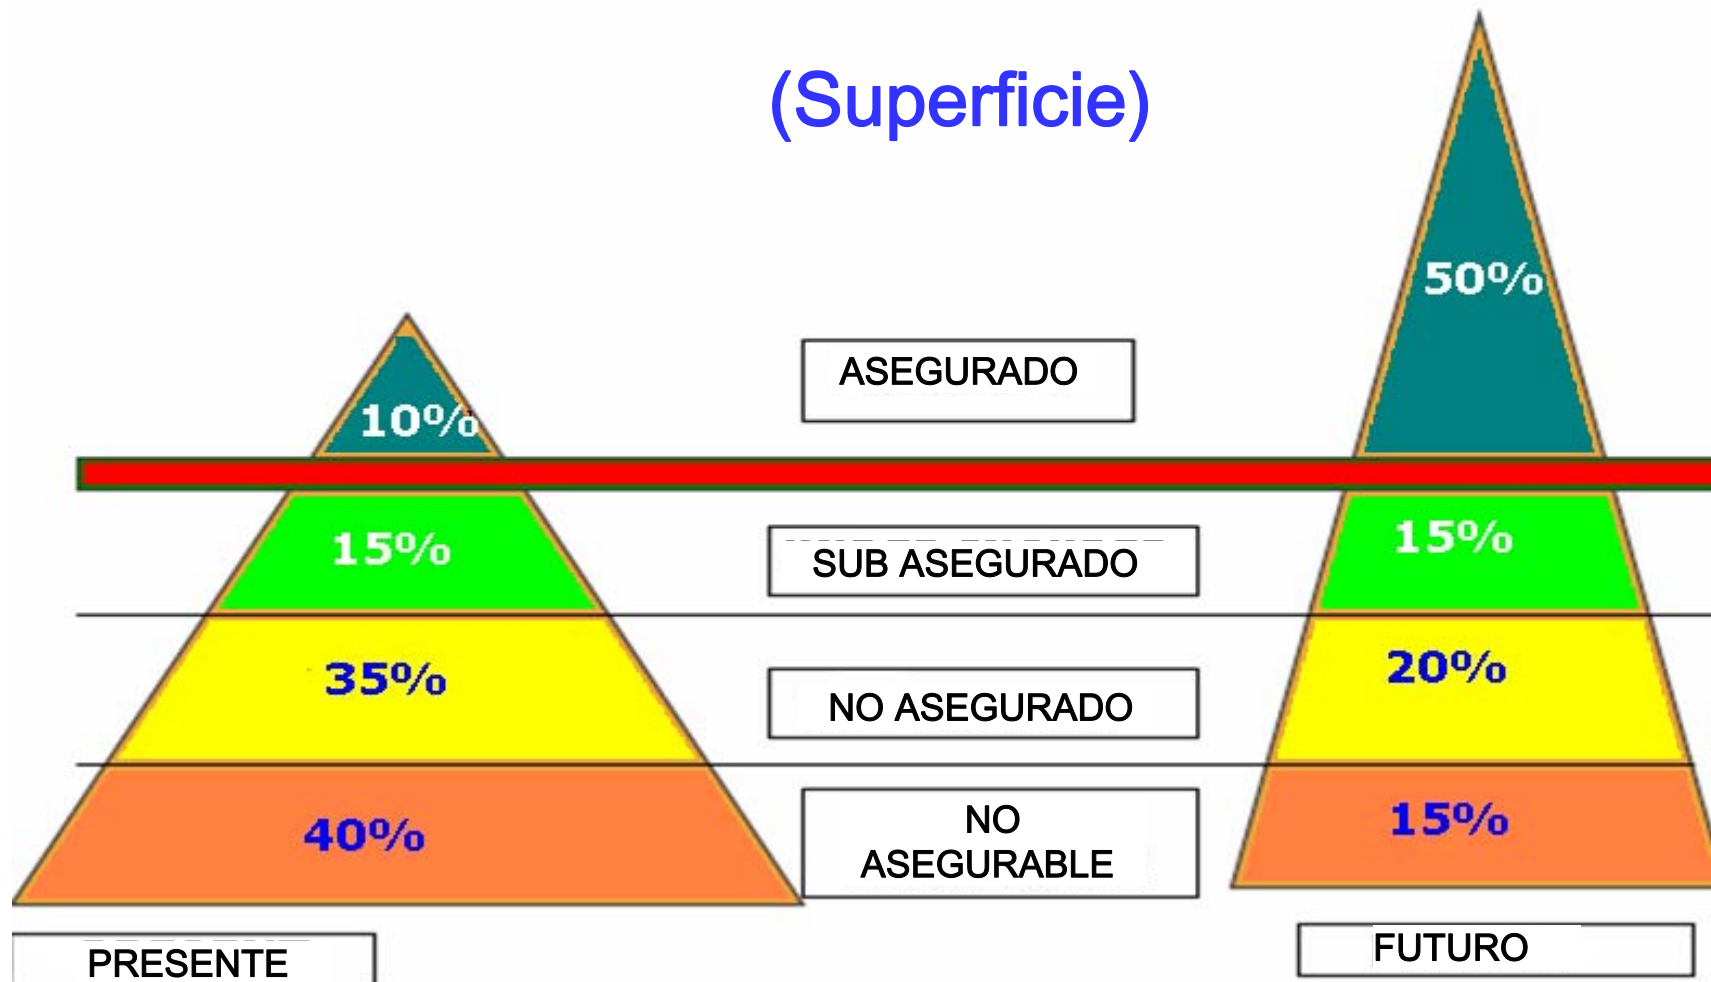 (Superficie)
50%
ASEGURADO
10%
15%
15%
SUB ASEGURADO
35%
20%
NO ASEGURADO
40%
NO
ASEGURABLE
15%
PRESENTE
FUTURO